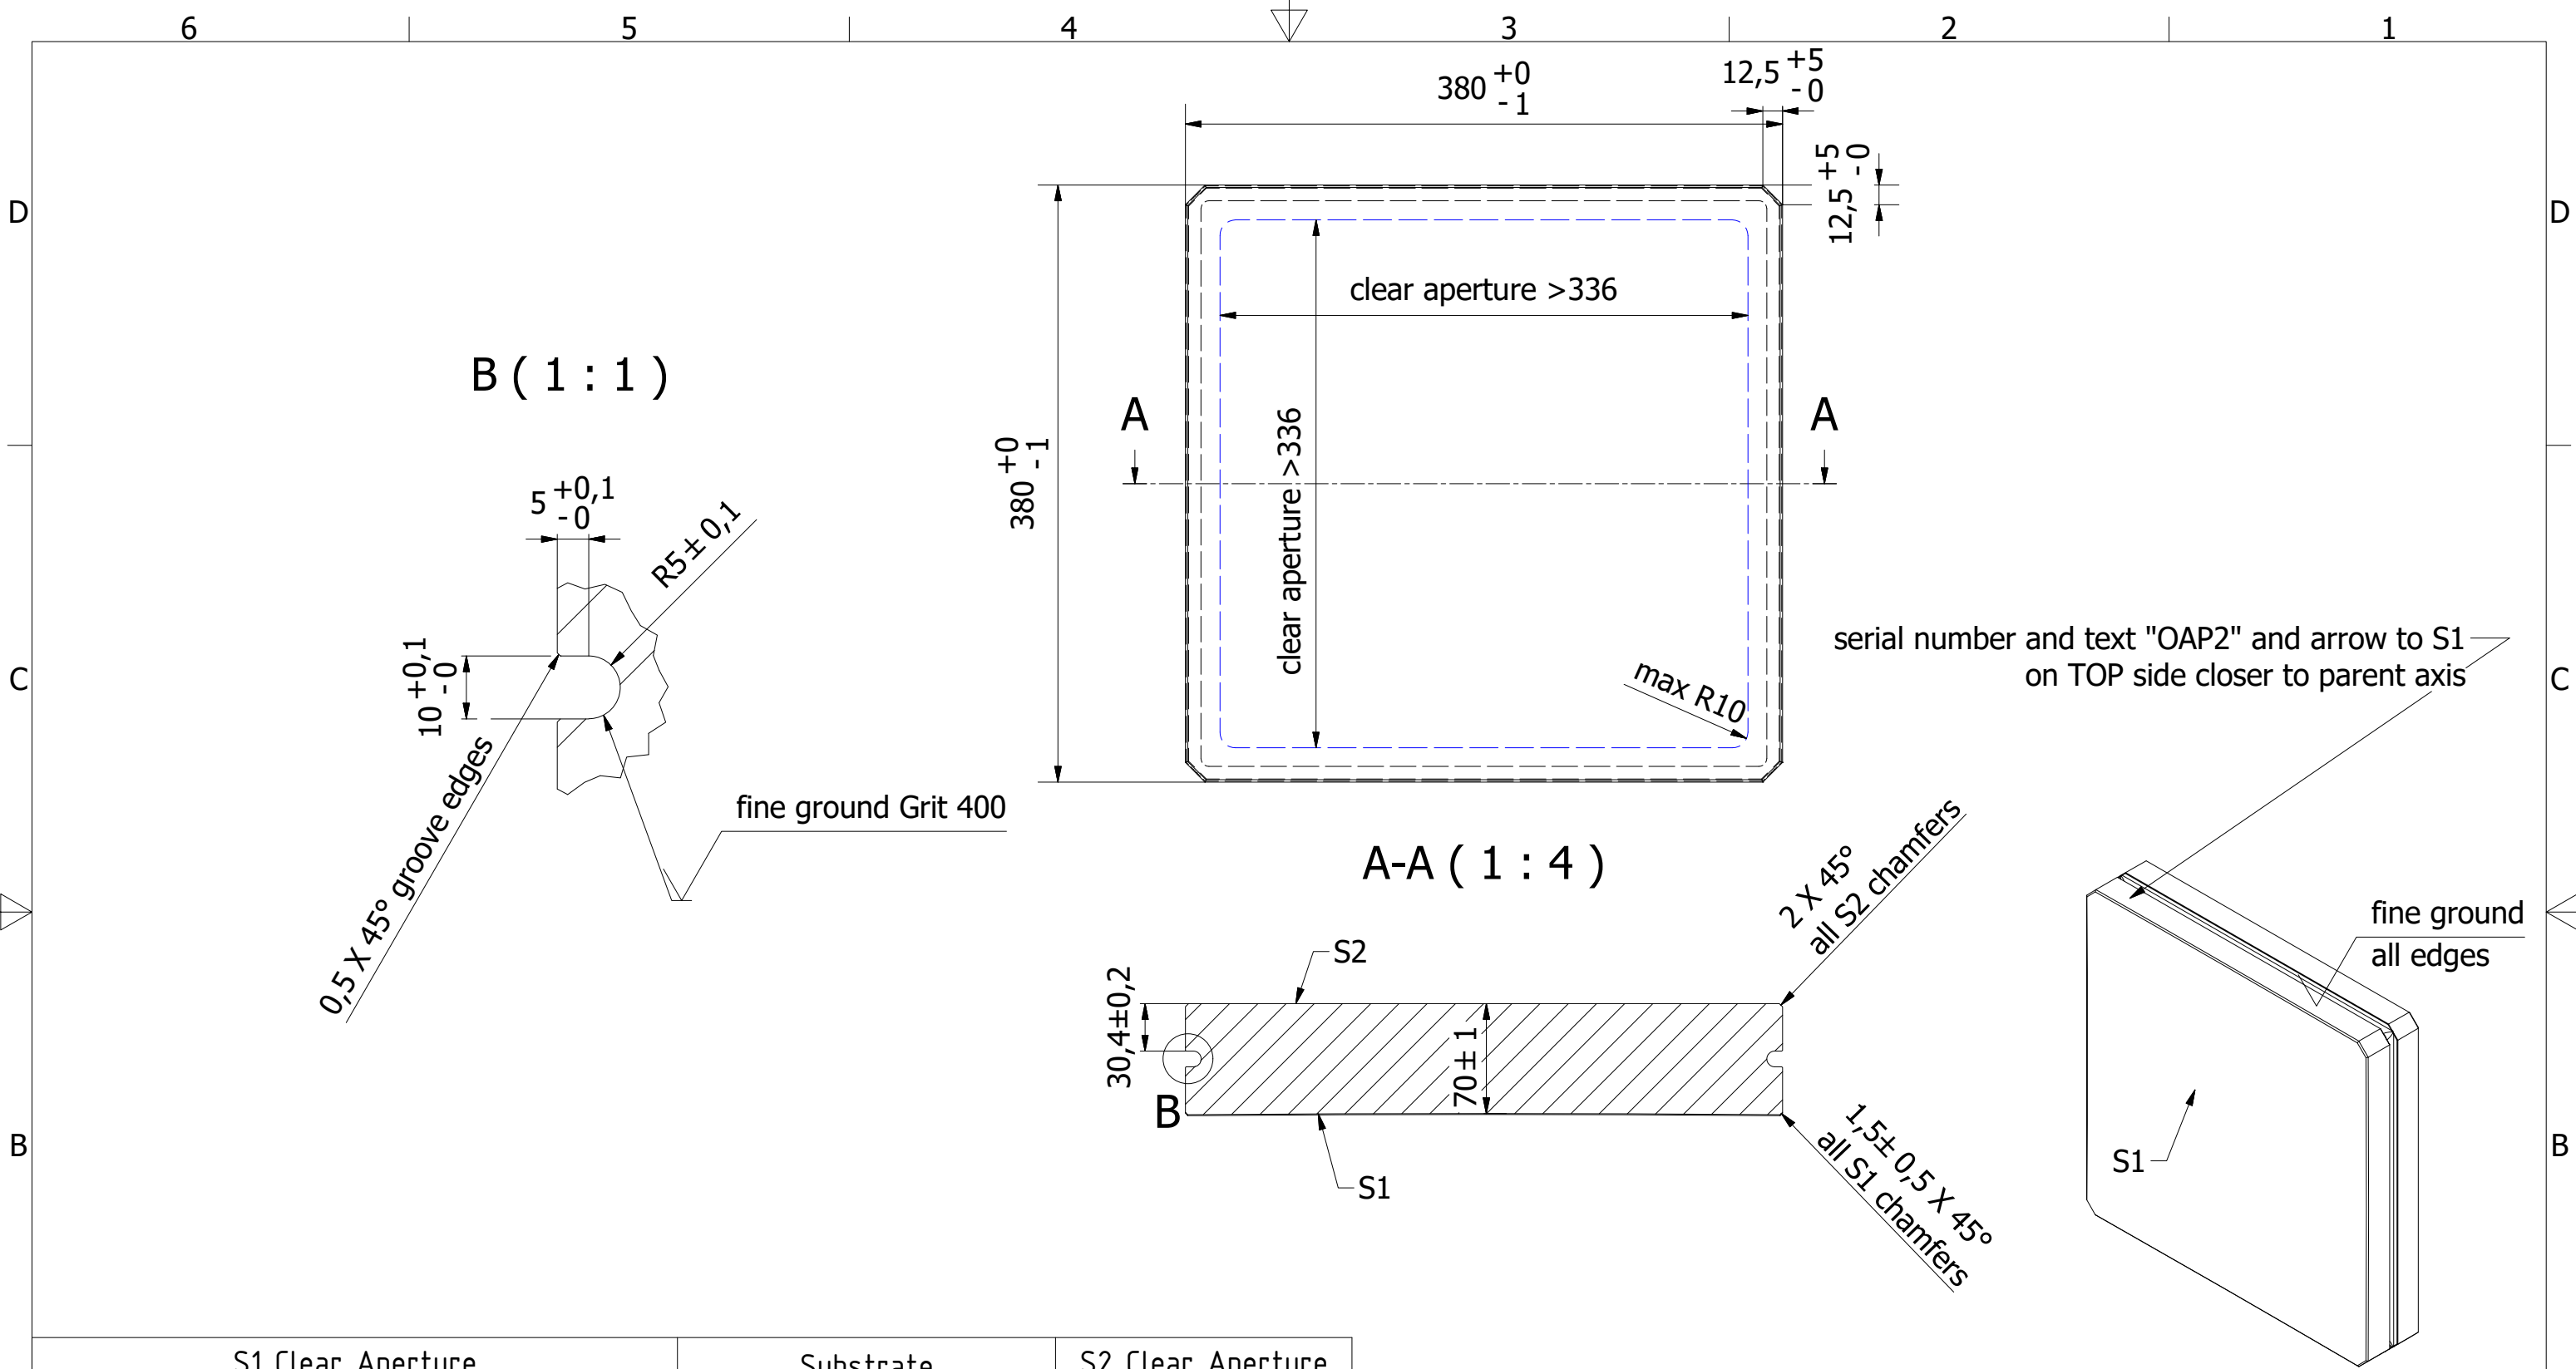 6 5 4 3 2 1
380 +0 -1
12,5 +5 -0
12,5 +5 -0
D D
clear aperture >336
B ( 1 : 1 )
A A
380 +0 -1
clear aperture >336
5 +0,1 -0
R5± 0,1
10 +0,1 -0
serial number and text "OAP2" and arrow to S1
on TOP side closer to parent axis
C C
max R10
0,5 X 45° groove edges
fine ground Grit 400
A-A ( 1 : 4 )
2 X 45°
all S2 chamfers
fine ground
all edges
S2
30,4±0,2
70± 1
B
B B
S1
S1
1,5± 0,5 X 45°
all S1 chamfers
S1 Clear Aperture Substrate S2 Clear Aperture